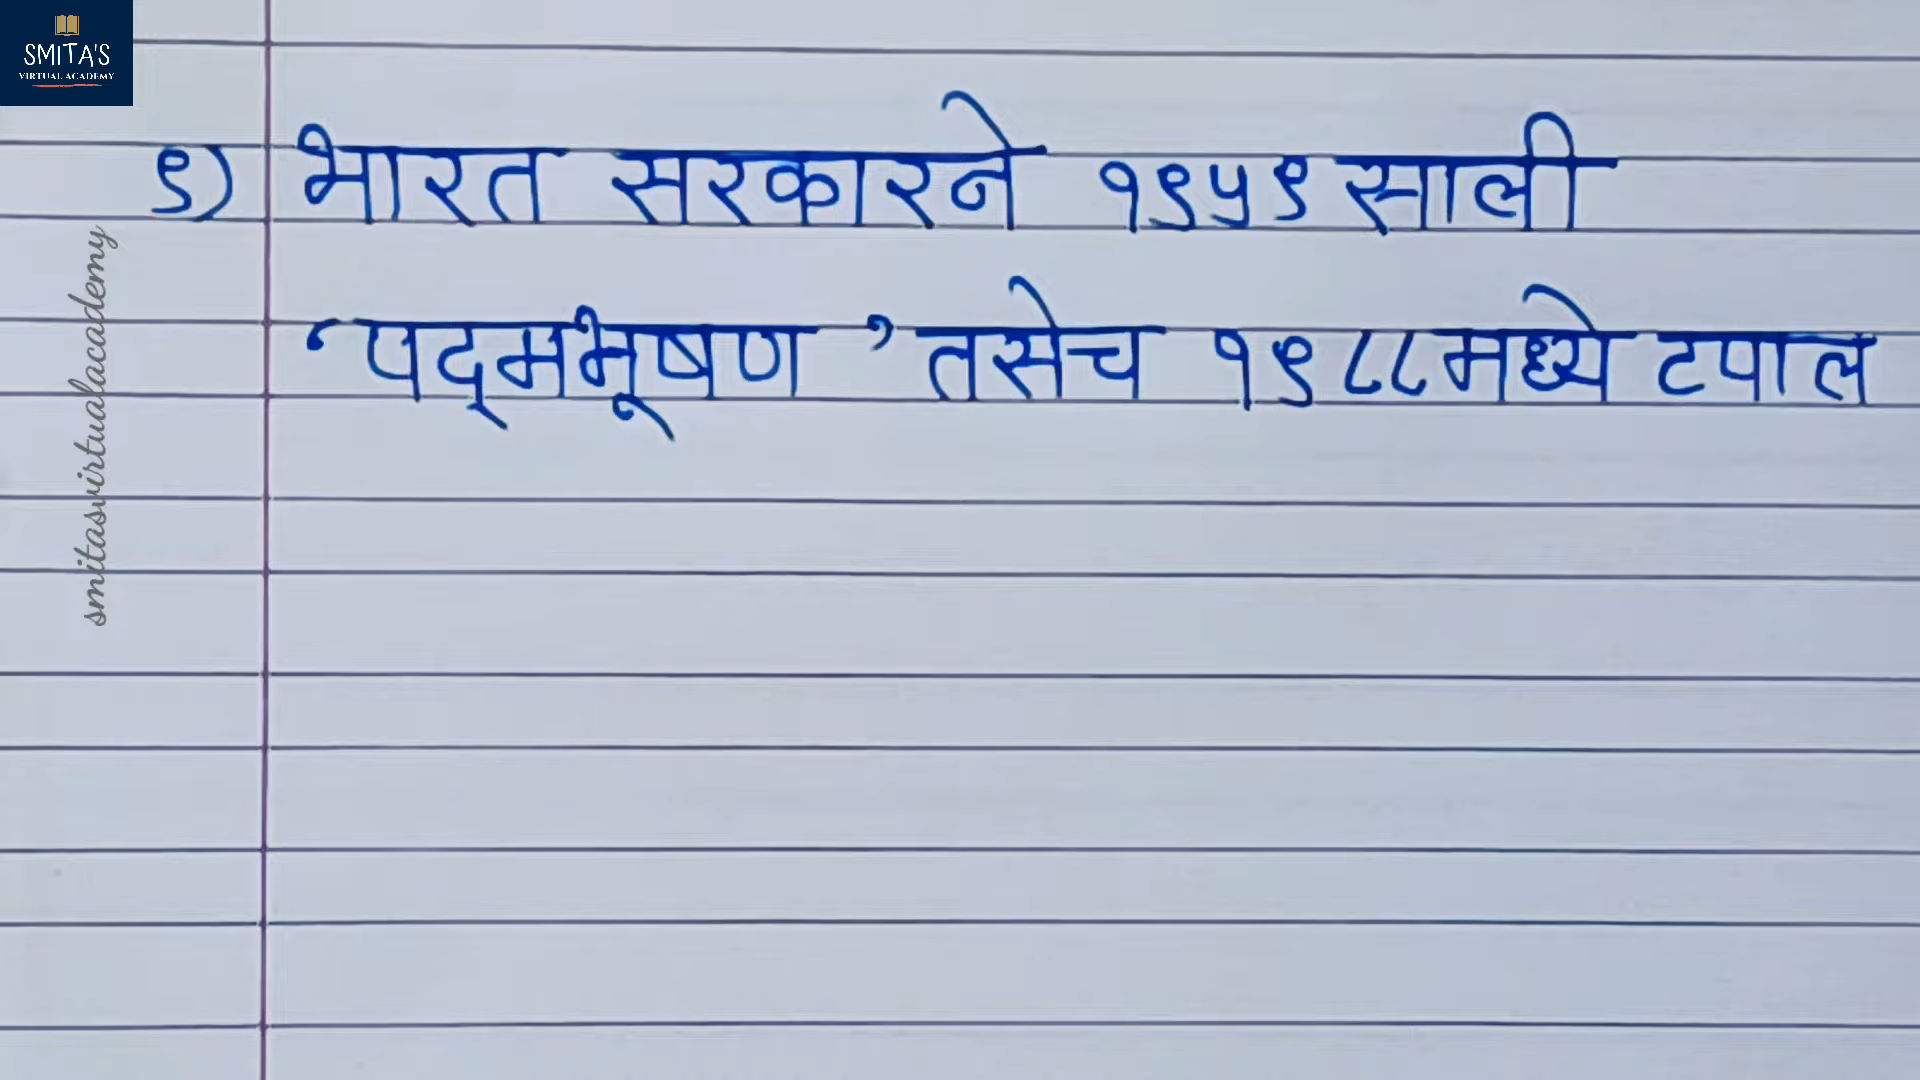 SMITA'S
VIRTUAL ACADEMY
९) भारत सरकारने १९५९ साली
‘पद्मभूषण’ तसेच १९८८मध्ये टपाल
smitasvirtualacademy